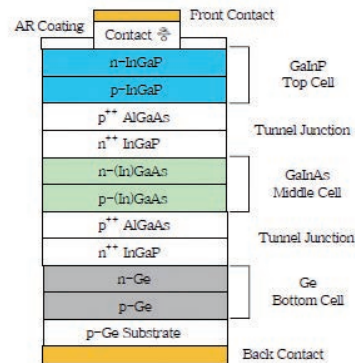 Front Contact
AR Coating
Contact 층
n-InGaP
p-InGaP
GaInP
Top Cell
p++ AlGaAs
n++ InGaP
Tunnel Junction
n-(In)GaAs
p-(In)GaAs
GaInAs
Middle Cell
p++ AlGaAs
n++ InGaP
Tunnel Junction
n-Ge
p-Ge
Ge
Bottom Cell
p-Ge Substrate
Back Contact